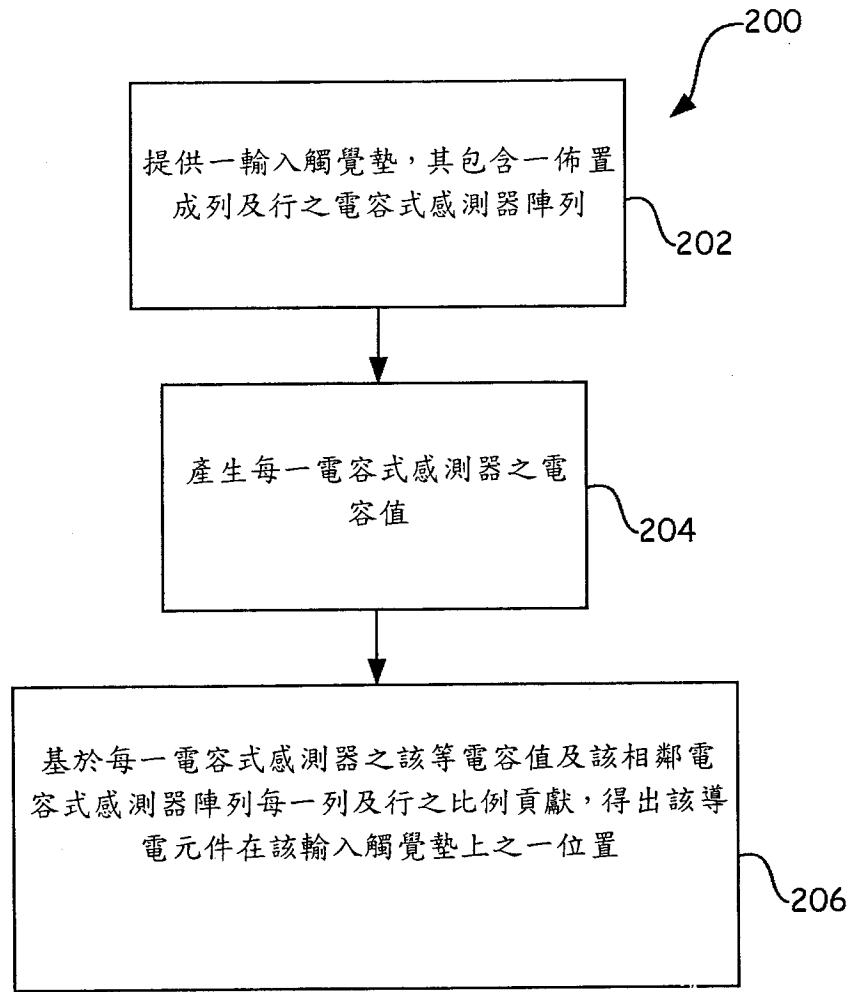 200
提供一輸入觸覺墊，其包含一佈置
成列及行之電容式感測器陣列
202
產生每一電容式感測器之電
容值
204
基於每一電容式感測器之該等電容值及該相鄰電
容式感測器陣列每一列及行之比例貢獻，得出該導
電元件在該輸入觸覺墊上之一位置
206